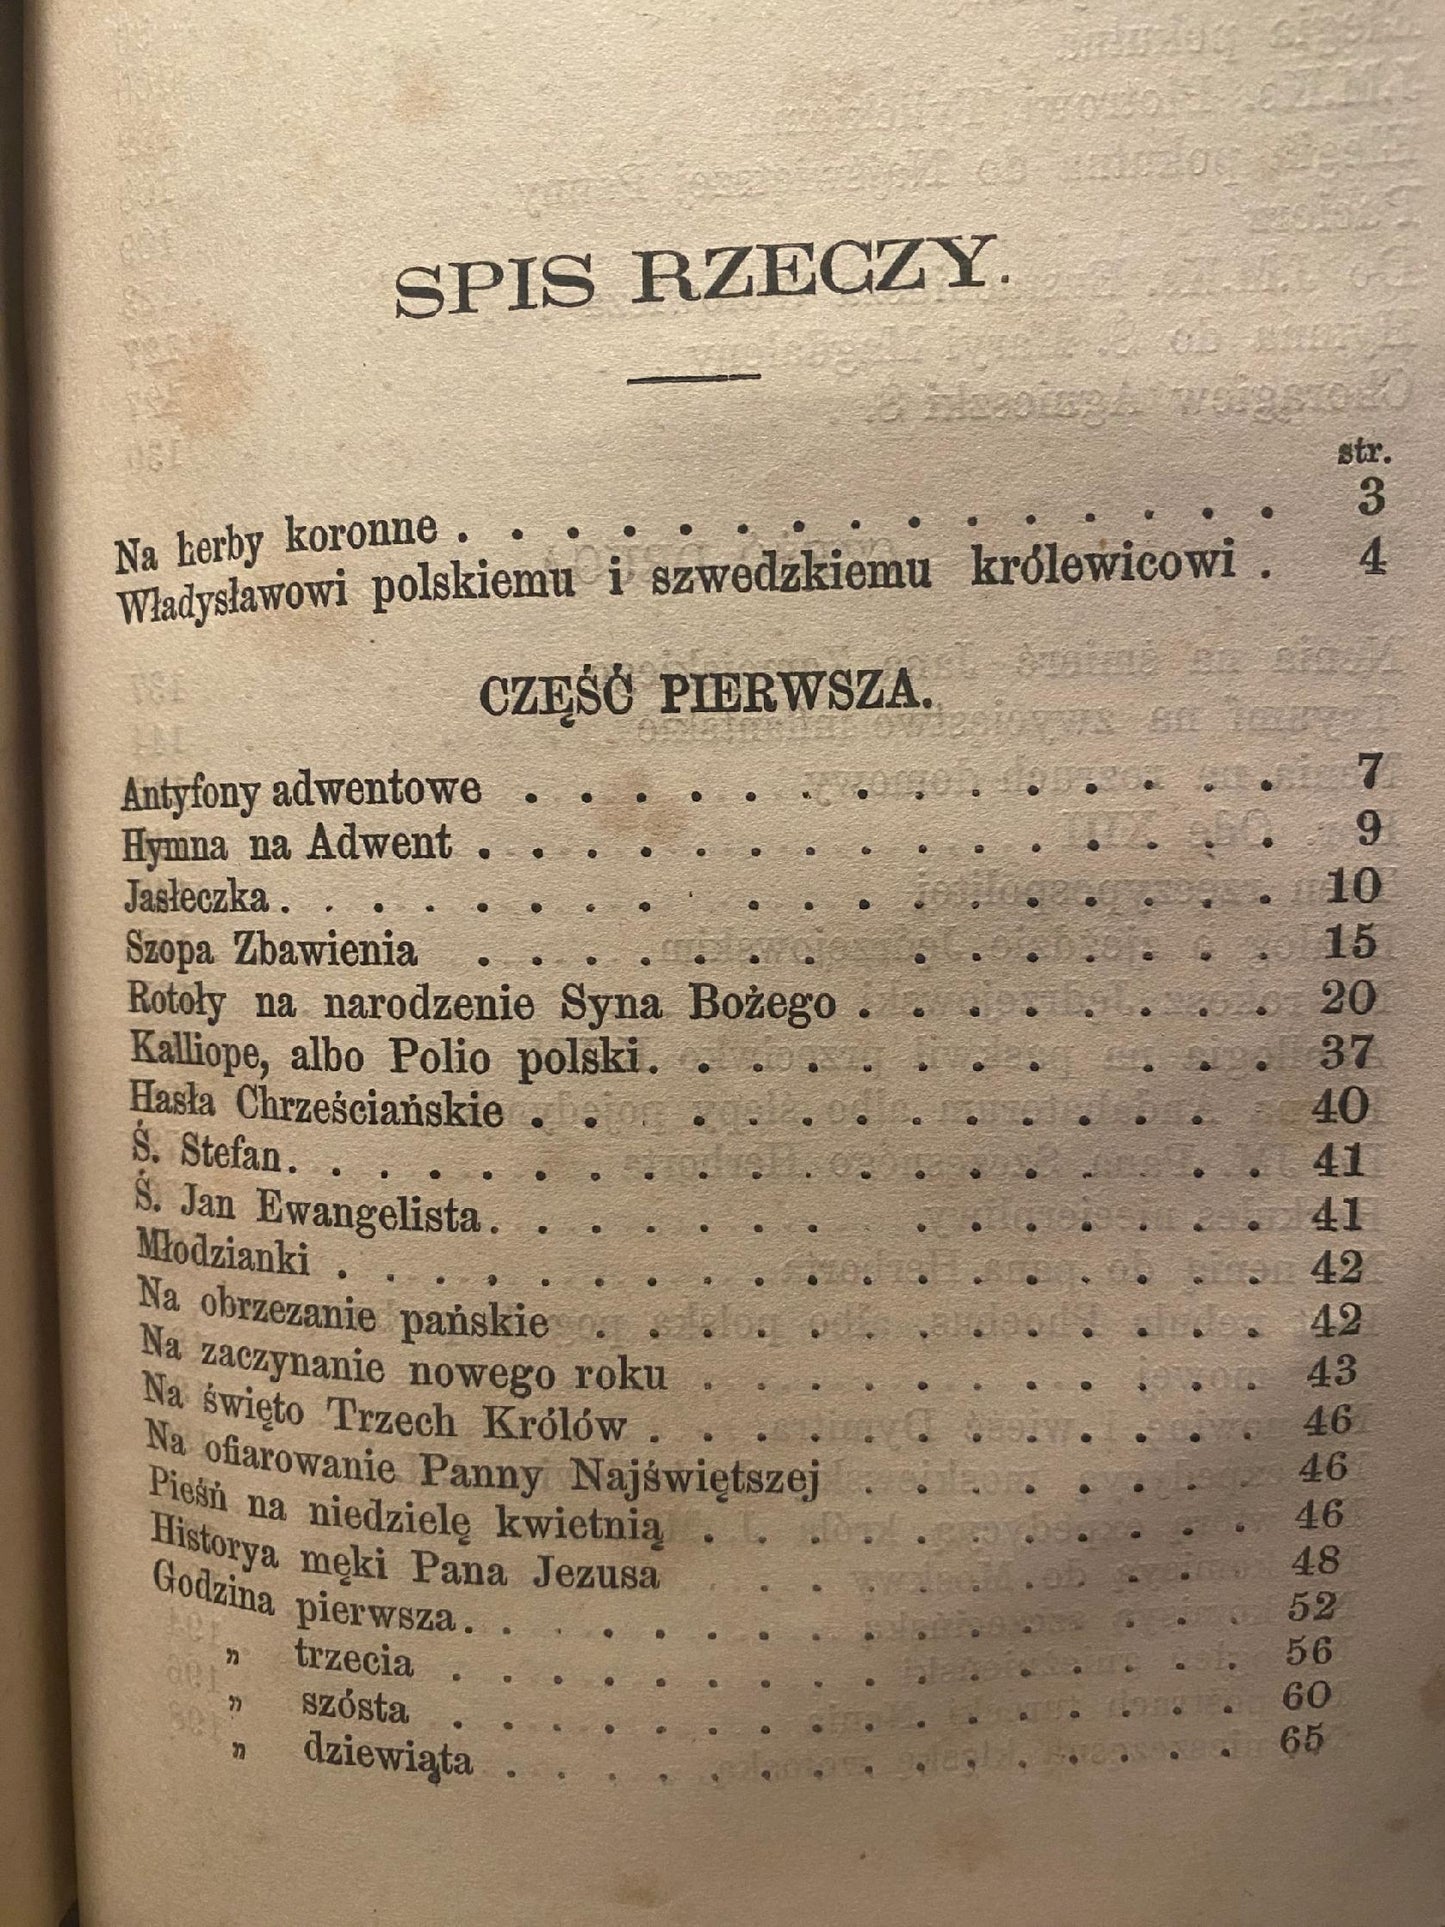 SPIS RZECZY.
str.
Na herby koronne . . . . . . . . . . . . . . . 3
Władysławowi polskiemu i szwedzkiemu królewicowi . 4
CZĘŚĆ PIERWSZA.
Antyfony adwentowe . . . . . . . . . . . . . . 7
Hymna na Adwent . . . . . . . . . . . . . . . 9
Jasłeczka. . . . . . . . . . . . . . . . . . 10
Szopa Zbawienia . . . . . . . . . . . . . . 15
Rotoły na narodzenie Syna Bożego . . . . . . . . 20
Kalliope, albo Polio polski. . . . . . . . . . . 37
Hasła Chrześciańskie . . . . . . . . . . . . . 40
Ś. Stefan. . . . . . . . . . . . . . . . . . 41
Ś. Jan Ewangelista. . . . . . . . . . . . . . 41
Młodzianki . . . . . . . . . . . . . . . . . 42
Na obrzezanie pańskie . . . . . . . . . . . . . 42
Na zaczynanie nowego roku . . . . . . . . . . . 43
Na święto Trzech Królów . . . . . . . . . . . . 46
Na ofiarowanie Panny Najświętszej . . . . . . . . 46
Pieśń na niedzielę kwietnią . . . . . . . . . . . 46
Historya męki Pana Jezusa . . . . . . . . . . 48
Godzina pierwsza. . . . . . . . . . . . . . . 52
„ trzecia . . . . . . . . . . . . . . . . 56
„ szósta . . . . . . . . . . . . . . . . 60
„ dziewiąta . . . . . . . . . . . . . . . 65